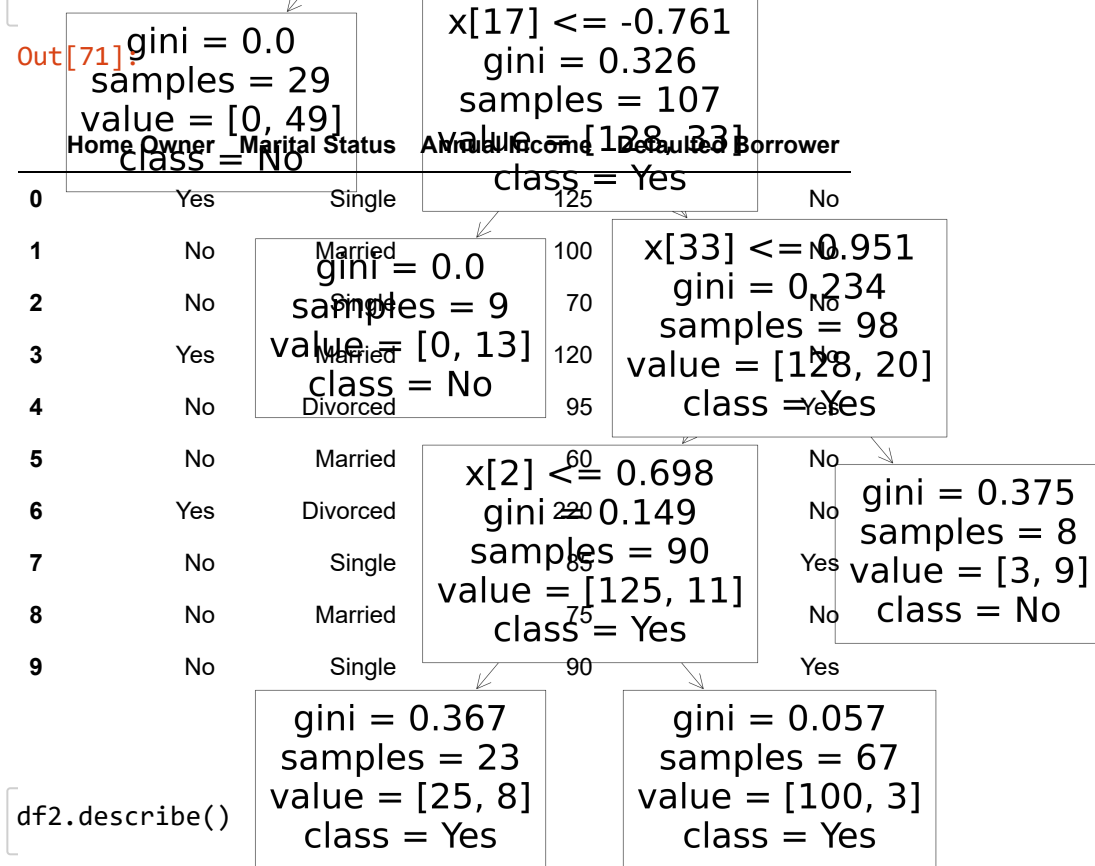 Out[71]:
gini = 0.0
samples = 29
value = [0, 49]
class = No
x[17] <= -0.761
gini = 0.326
samples = 107
value = [128, 33]
class = Yes
Home Owner Marital Status Annual Income Defaulted Borrower
0 Yes Single 125 No
1 No Married 100 No
2 No Single 70 No
3 Yes Married 120 No
4 No Divorced 95 Yes
5 No Married 60 No
6 Yes Divorced 220 No
7 No Single 85 Yes
8 No Married 75 No
9 No Single 90 Yes
gini = 0.0
samples = 9
value = [0, 13]
class = No
x[33] <= 0.951
gini = 0.234
samples = 98
value = [128, 20]
class = Yes
x[2] <= 0.698
gini = 0.149
samples = 90
value = [125, 11]
class = Yes
gini = 0.375
samples = 8
value = [3, 9]
class = No
gini = 0.367
samples = 23
value = [25, 8]
class = Yes
gini = 0.057
samples = 67
value = [100, 3]
class = Yes
df2.describe()